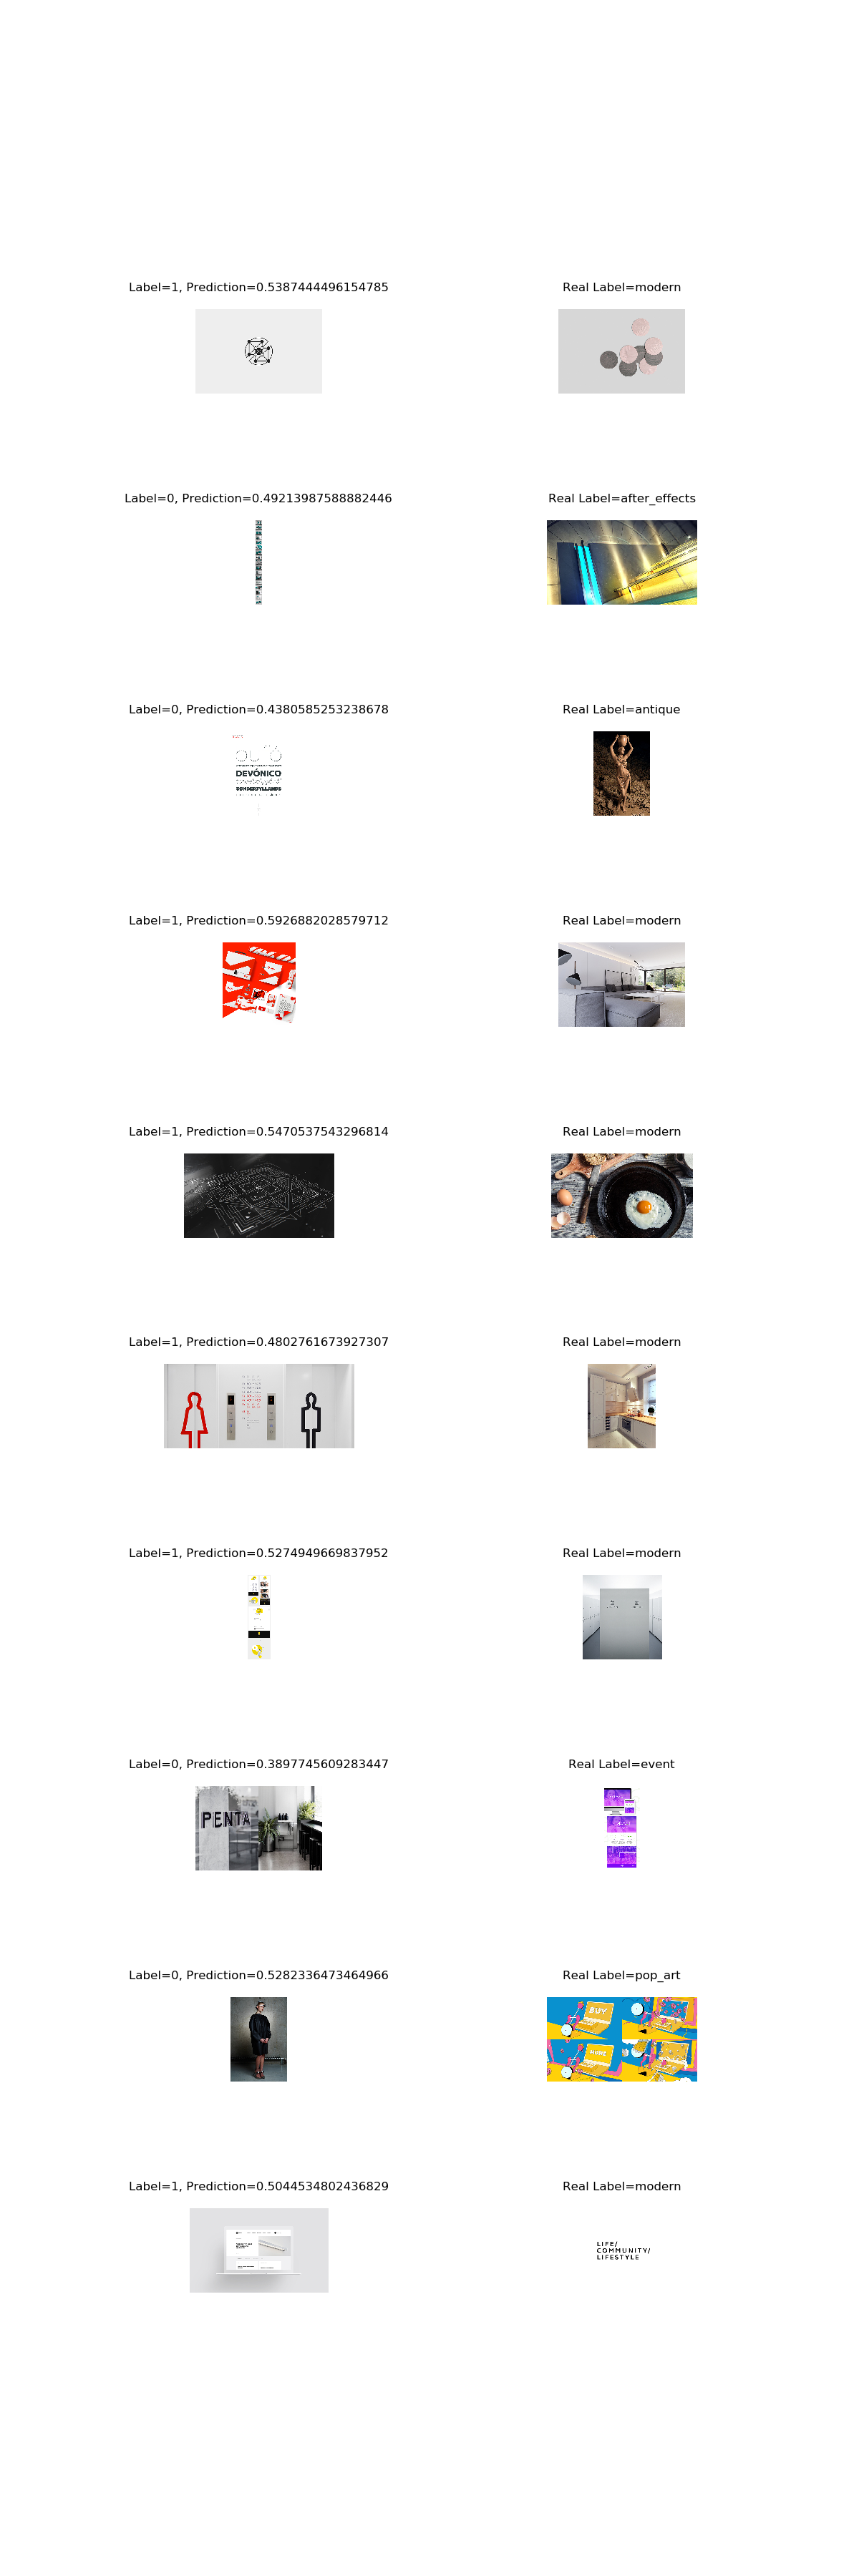 Label=1, Prediction=0.5387444496154785
Real Label=modern
Label=0, Prediction=0.49213987588882446
Real Label=after_effects
Label=0, Prediction=0.4380585253238678
Real Label=antique
DEVÓNICO
Label=1, Prediction=0.5926882028579712
Real Label=modern
Label=1, Prediction=0.5470537543296814
Real Label=modern
Label=1, Prediction=0.4802761673927307
Real Label=modern
Label=1, Prediction=0.5274949669837952
Real Label=modern
Label=0, Prediction=0.3897745609283447
Real Label=event
PENTA
Label=0, Prediction=0.5282336473464966
Real Label=pop_art
BUY
Label=1, Prediction=0.5044534802436829
Real Label=modern
LIFE/
COMMUNITY/
LIFESTYLE